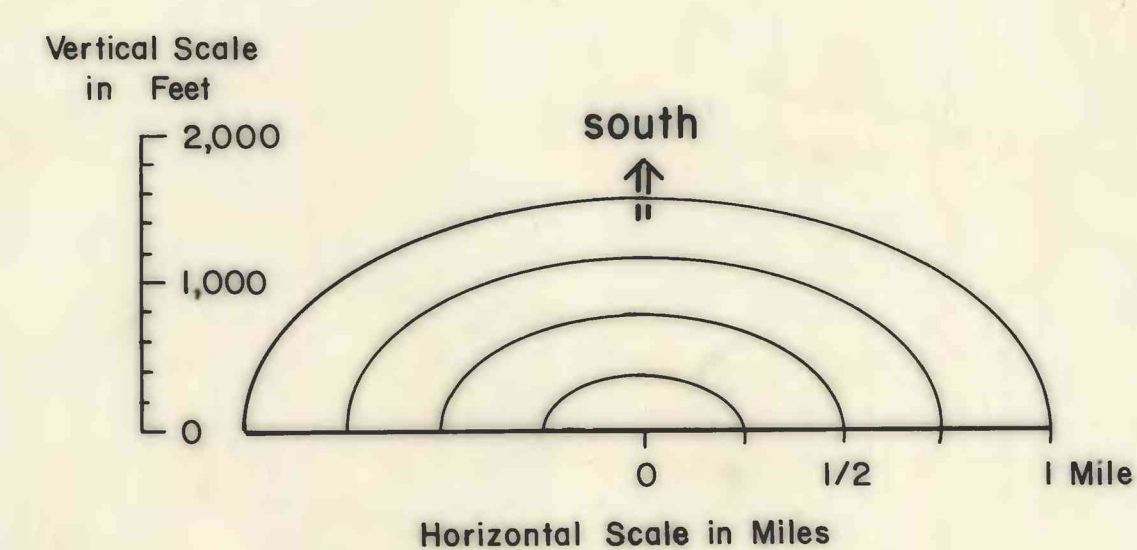 Vertical Scale
in Feet
2,000
south
1,000
0
0 1/2 1 Mile
Horizontal Scale in Miles